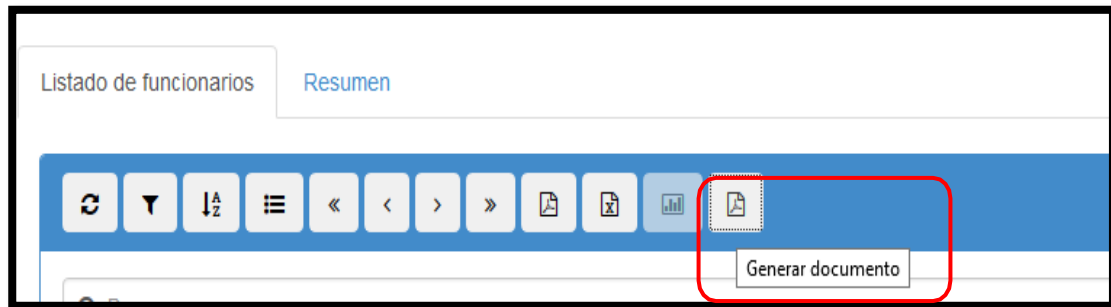 Listado de funcionarios
Resumen
Generar documento